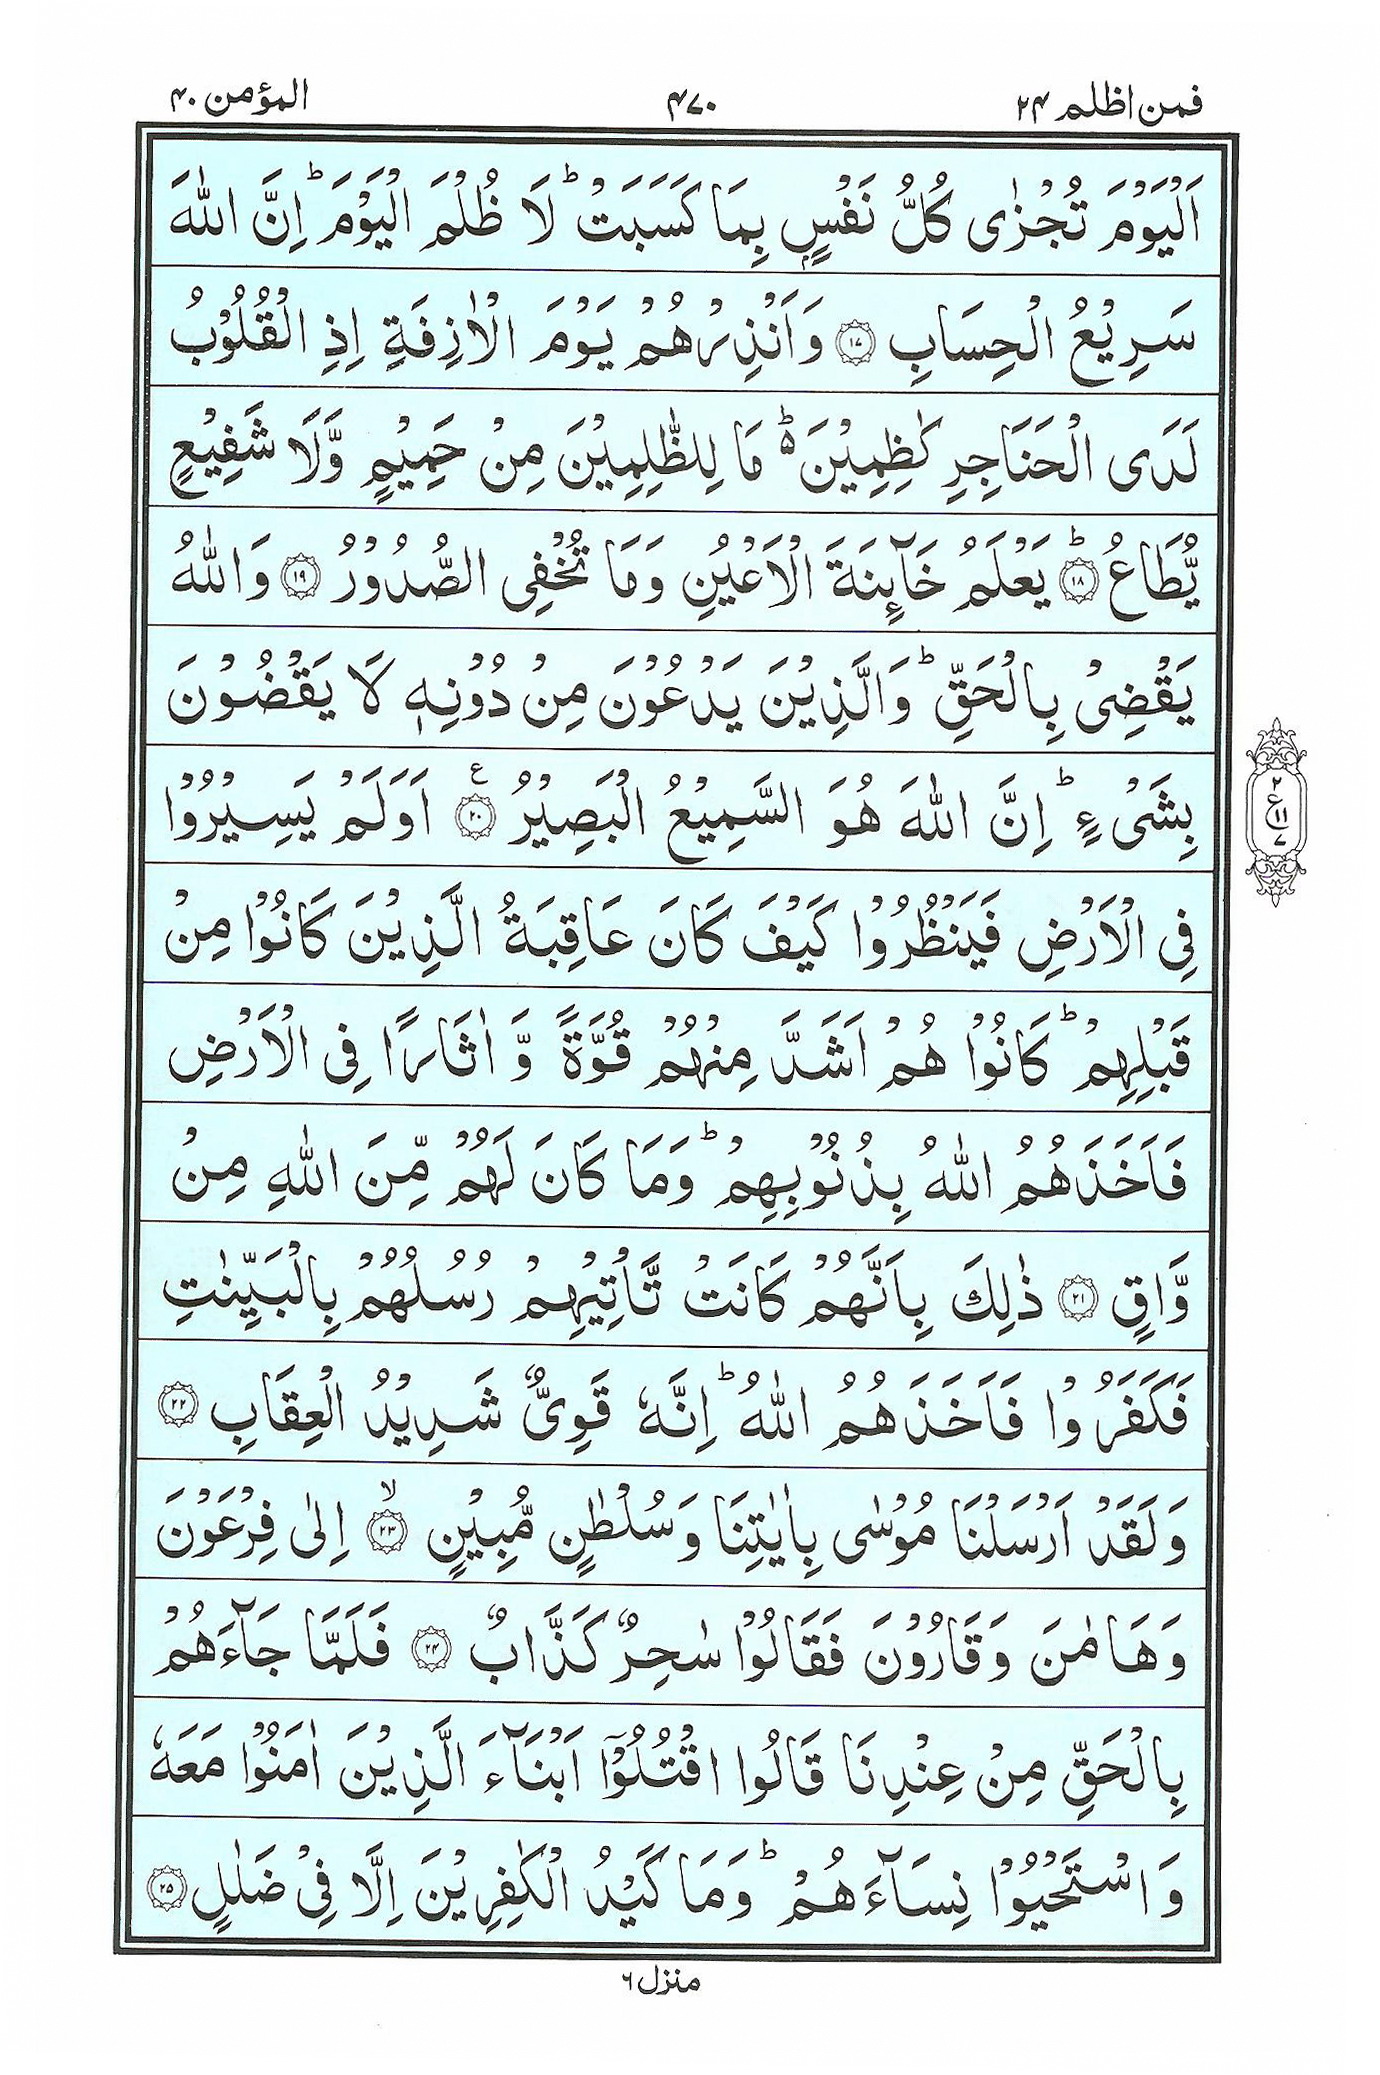 فمن اظلم ۲۴
۴۷۰
المؤمن ۴۰
اَلْيَوْمَ تُجْزٰى كُلُّ نَفْسٍۭ بِمَا كَسَبَتْ ؕ لَا ظُلْمَ الْيَوْمَ ؕ اِنَّ اللّٰهَ
سَرِيْعُ الْحِسَابِ ﴿۱۷﴾ وَاَنْذِرْهُمْ يَوْمَ الْاٰزِفَةِ اِذِ الْقُلُوْبُ
لَدَى الْحَنَاجِرِ كٰظِمِيْنَ ؕ۬ مَا لِلظّٰلِمِيْنَ مِنْ حَمِيْمٍ وَّلَا شَفِيْعٍ
يُّطَاعُ ؕ﴿۱۸﴾ يَعْلَمُ خَآىِٕنَةَ الْاَعْيُنِ وَمَا تُخْفِى الصُّدُوْرُ ﴿۱۹﴾ وَاللّٰهُ
يَقْضِىْ بِالْحَقِّ ؕ وَالَّذِيْنَ يَدْعُوْنَ مِنْ دُوْنِهٖ لَا يَقْضُوْنَ
بِشَىْءٍ ؕ اِنَّ اللّٰهَ هُوَ السَّمِيْعُ الْبَصِيْرُ ﴿۲۰﴾ ع اَوَلَمْ يَسِيْرُوْا
۲
ع
۱۱
۷
فِى الْاَرْضِ فَيَنْظُرُوْا كَيْفَ كَانَ عَاقِبَةُ الَّذِيْنَ كَانُوْا مِنْ
قَبْلِهِمْ ؕ كَانُوْا هُمْ اَشَدَّ مِنْهُمْ قُوَّةً وَّ اٰثَارًا فِى الْاَرْضِ
فَاَخَذَهُمُ اللّٰهُ بِذُنُوْبِهِمْ ؕ وَمَا كَانَ لَهُمْ مِّنَ اللّٰهِ مِنْ
وَّاقٍ ﴿۲۱﴾ ذٰلِكَ بِاَنَّهُمْ كَانَتْ تَّاْتِيْهِمْ رُسُلُهُمْ بِالْبَيِّنٰتِ
فَكَفَرُوْا فَاَخَذَهُمُ اللّٰهُ ؕ اِنَّهٗ قَوِىٌّ شَدِيْدُ الْعِقَابِ ﴿۲۲﴾
وَلَقَدْ اَرْسَلْنَا مُوْسٰى بِاٰيٰتِنَا وَسُلْطٰنٍ مُّبِيْنٍ ۙ﴿۲۳﴾ اِلٰى فِرْعَوْنَ
وَهَامٰنَ وَقَارُوْنَ فَقَالُوْا سٰحِرٌ كَذَّابٌ ﴿۲۴﴾ فَلَمَّا جَآءَهُمْ
بِالْحَقِّ مِنْ عِنْدِنَا قَالُوا اقْتُلُوْۤا اَبْنَآءَ الَّذِيْنَ اٰمَنُوْا مَعَهٗ
وَاسْتَحْيُوْا نِسَآءَهُمْ ؕ وَمَا كَيْدُ الْكٰفِرِيْنَ اِلَّا فِىْ ضَلٰلٍ ﴿۲۵﴾
منزل ۶